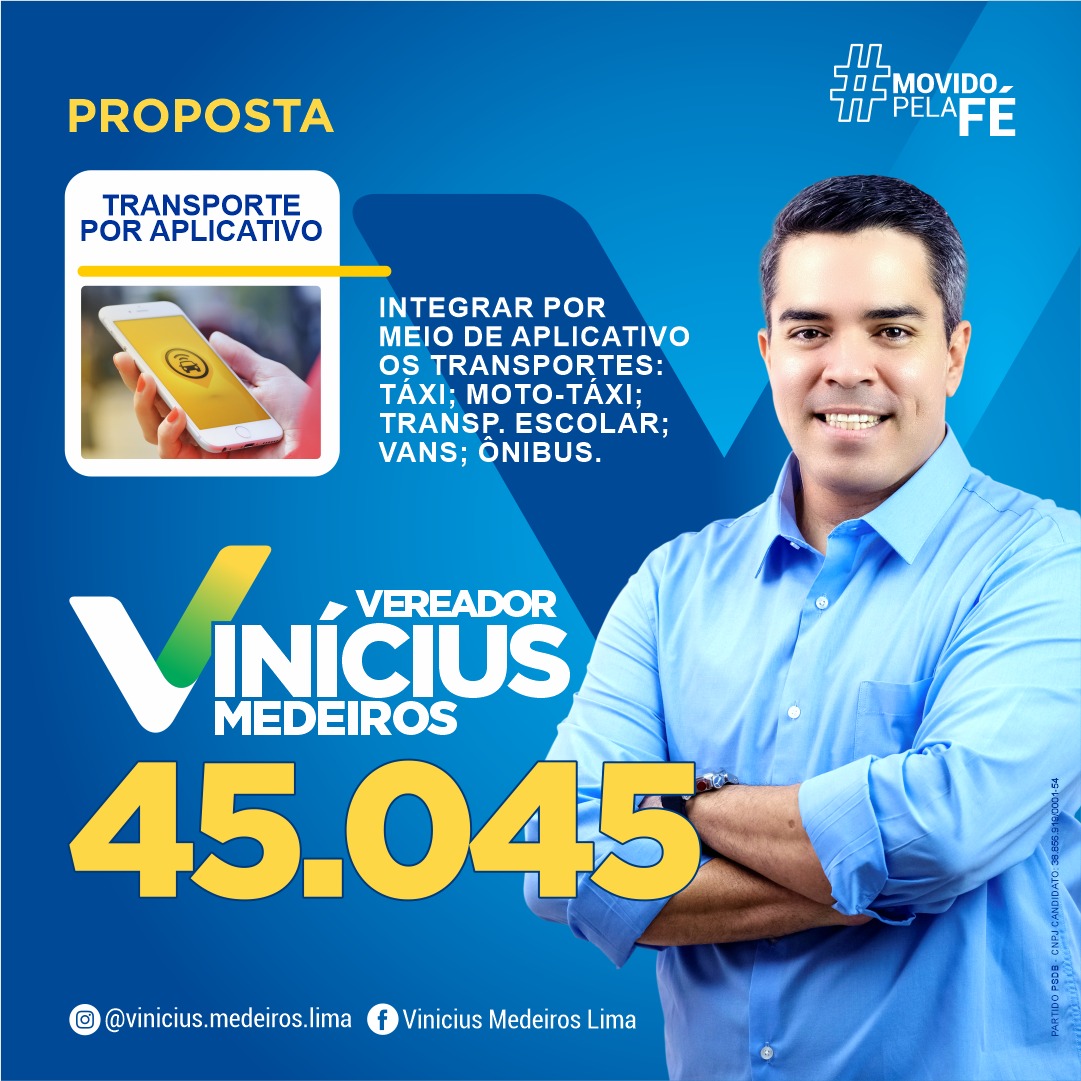 #MOVIDO
PELA FÉ
PROPOSTA
TRANSPORTE
POR APLICATIVO
INTEGRAR POR
MEIO DE APLICATIVO
OS TRANSPORTES:
TÁXI; MOTO-TÁXI;
TRANSP. ESCOLAR;
VANS; ÔNIBUS.
VEREADOR
VINÍCIUS
MEDEIROS
45.045
@vinicius.medeiros.lima Vinicius Medeiros Lima
PARTIDO PSDB - CNPJ CANDIDATO: 38.856.919/0001-54